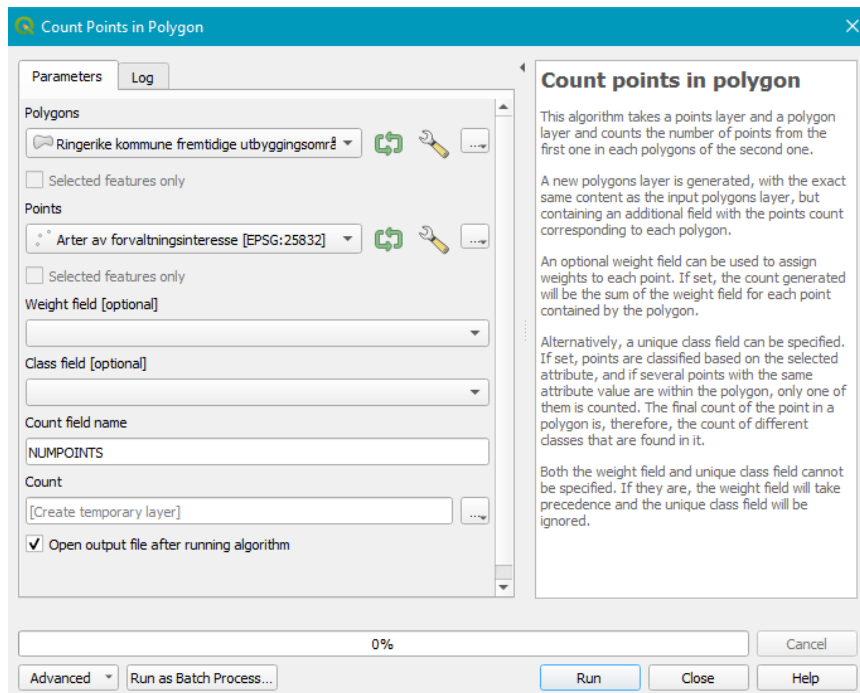 Count Points in Polygon
Parameters
Log
Polygons
Ringerike kommune fremtidige utbyggingsområ
Selected features only
Points
Arter av forvaltningsinteresse [EPSG:25832]
Selected features only
Weight field [optional]
Class field [optional]
Count field name
NUMPOINTS
Count
[Create temporary layer]
Open output file after running algorithm
Count points in polygon
This algorithm takes a points layer and a polygon
layer and counts the number of points from the
first one in each polygons of the second one.
A new polygons layer is generated, with the exact
same content as the input polygons layer, but
containing an additional field with the points count
corresponding to each polygon.
An optional weight field can be used to assign
weights to each point. If set, the count generated
will be the sum of the weight field for each point
contained by the polygon.
Alternatively, a unique class field can be specified.
If set, points are classified based on the selected
attribute, and if several points with the same
attribute value are within the polygon, only one of
them is counted. The final count of the point in a
polygon is, therefore, the count of different
classes that are found in it.
Both the weight field and unique class field cannot
be specified. If they are, the weight field will take
precedence and the unique class field will be
ignored.
0%
Cancel
Advanced
Run as Batch Process...
Run
Close
Help